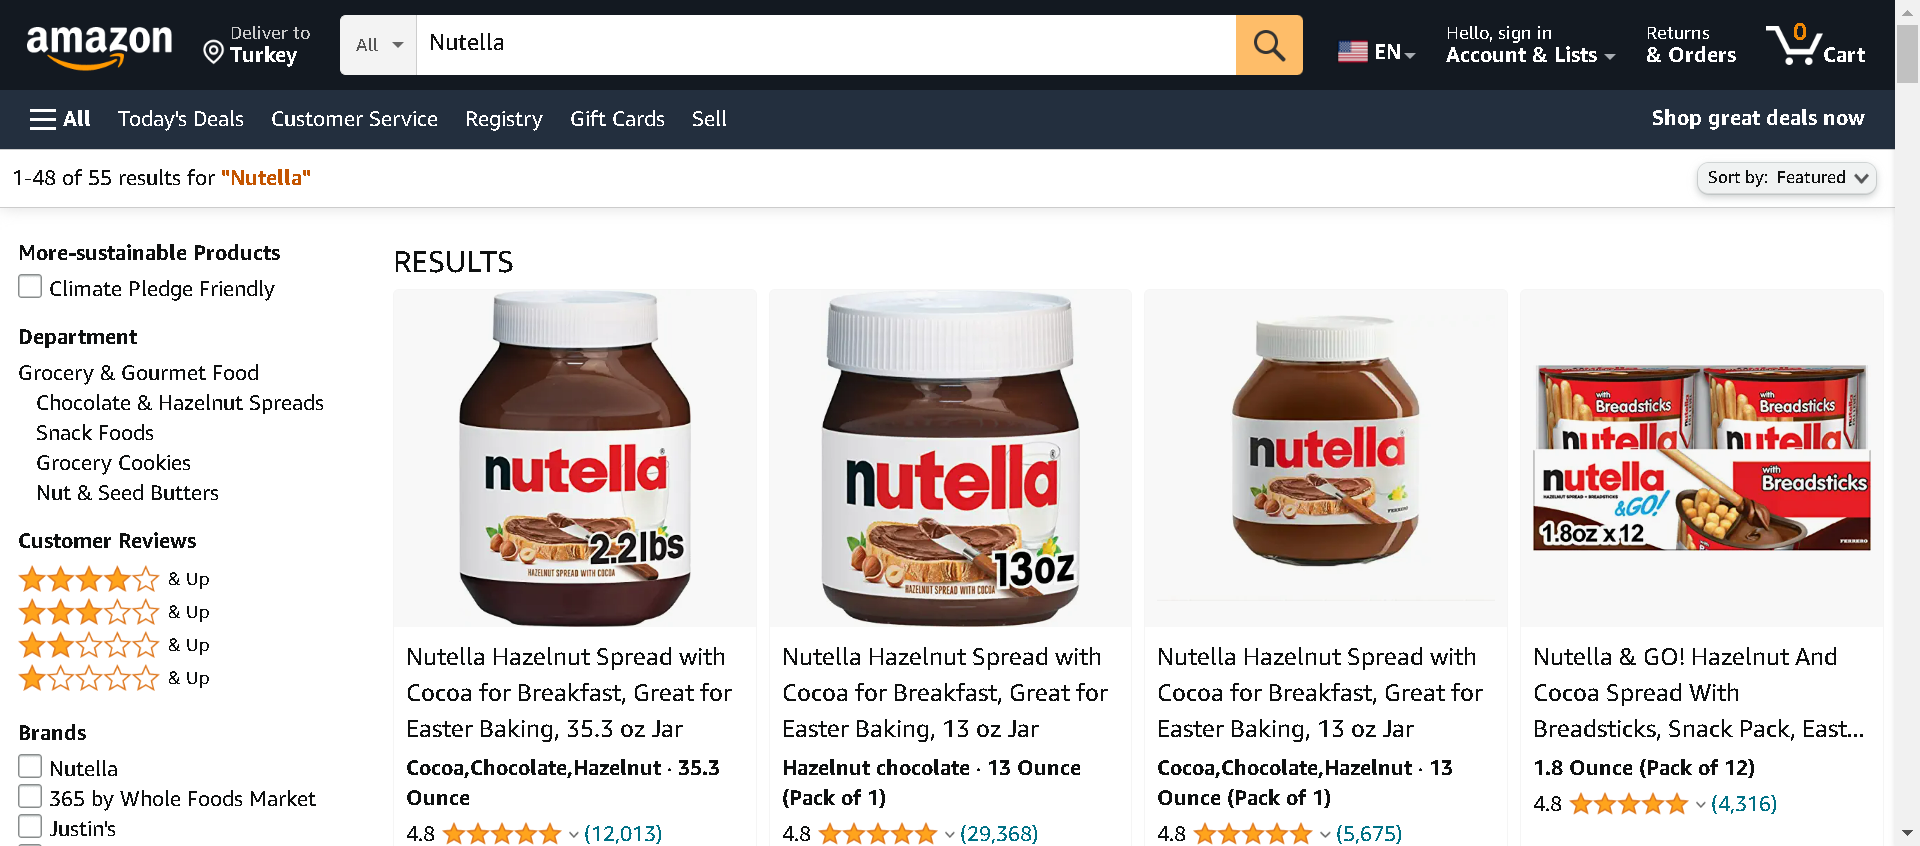 amazon
Deliver to
Turkey
All
Nutella
EN
Hello, sign in
Account & Lists
Returns
& Orders
0
Cart
All
Today's Deals
Customer Service
Registry
Gift Cards
Sell
Shop great deals now
1-48 of 55 results for "Nutella"
Sort by: Featured
More-sustainable Products
Climate Pledge Friendly
Department
Grocery & Gourmet Food
Chocolate & Hazelnut Spreads
Snack Foods
Grocery Cookies
Nut & Seed Butters
Customer Reviews
& Up
& Up
& Up
& Up
Brands
Nutella
365 by Whole Foods Market
Justin's
RESULTS
nutella®
2.2lbs
HAZELNUT SPREAD WITH COCOA
Nutella Hazelnut Spread with
Cocoa for Breakfast, Great for
Easter Baking, 35.3 oz Jar
Cocoa,Chocolate,Hazelnut · 35.3
Ounce
4.8
(12,013)
nutella®
13oz
HAZELNUT SPREAD WITH COCOA
Nutella Hazelnut Spread with
Cocoa for Breakfast, Great for
Easter Baking, 13 oz Jar
Hazelnut chocolate · 13 Ounce
(Pack of 1)
4.8
(29,368)
nutella
FERRERO
Nutella Hazelnut Spread with
Cocoa for Breakfast, Great for
Easter Baking, 13 oz Jar
Cocoa,Chocolate,Hazelnut · 13
Ounce (Pack of 1)
4.8
(5,675)
with
Breadsticks
nutella
with
Breadsticks
nutella
nutella
HAZELNUT SPREAD + BREADSTICKS
&GO!
1.8oz x 12
with
Breadsticks
FERRERO
Nutella & GO! Hazelnut And
Cocoa Spread With
Breadsticks, Snack Pack, East...
1.8 Ounce (Pack of 12)
4.8
(4,316)